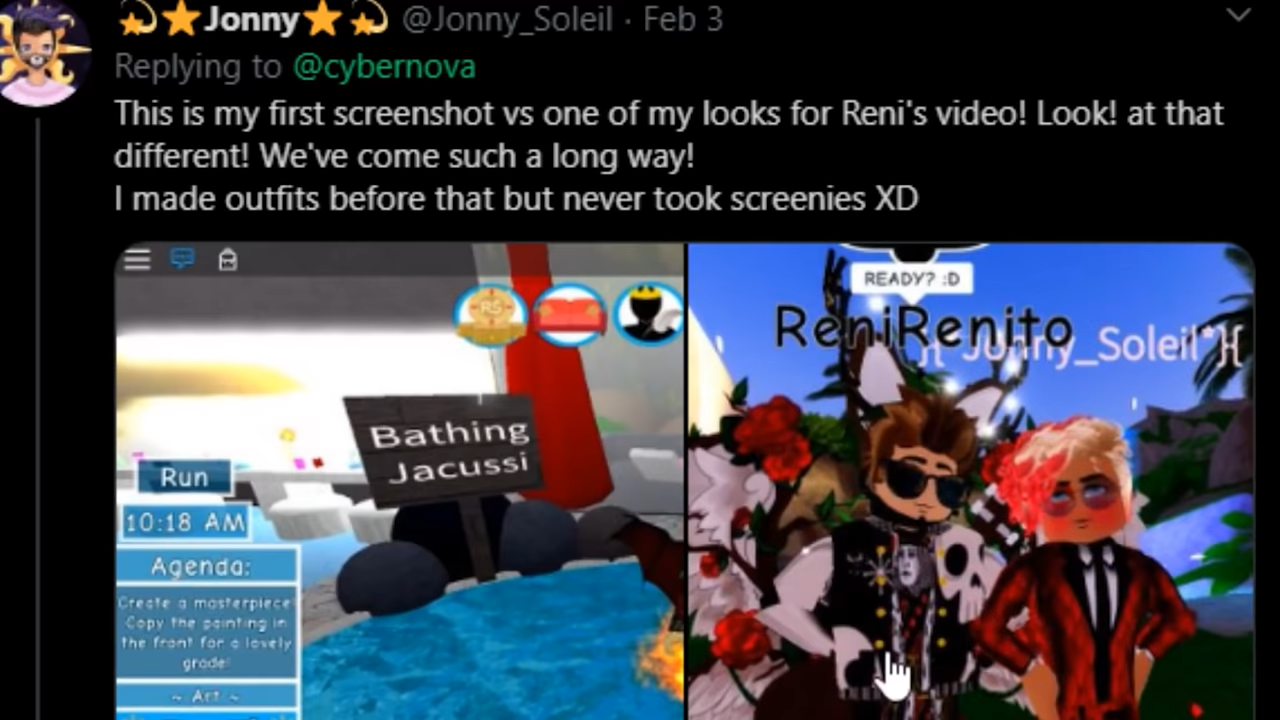 💫⭐Jonny⭐💫 @Jonny_Soleil · Feb 3
Replying to @cybernova
This is my first screenshot vs one of my looks for Reni's video! Look! at that
different! We've come such a long way!
I made outfits before that but never took screenies XD
RS
Bathing
Jacussi
Run
10:18 AM
Agenda:
Create a masterpiece!
Copy the painting in
the front for a lovely
grade!
~ Art ~
READY? :D
ReniRenito
}{*Jonny_Soleil*}{